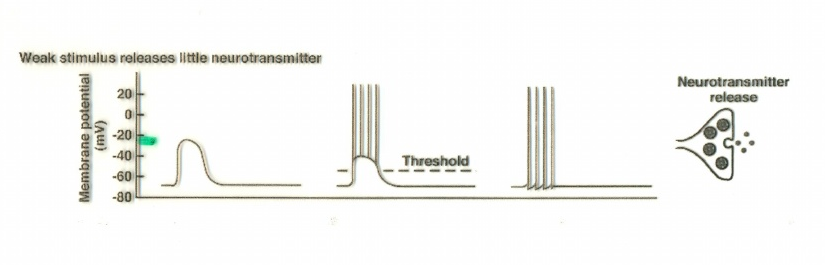 Weak stimulus releases little neurotransmitter
Membrane potential
(mV)
20
0
-20
-40
-60
-80
Threshold
Neurotransmitter
release